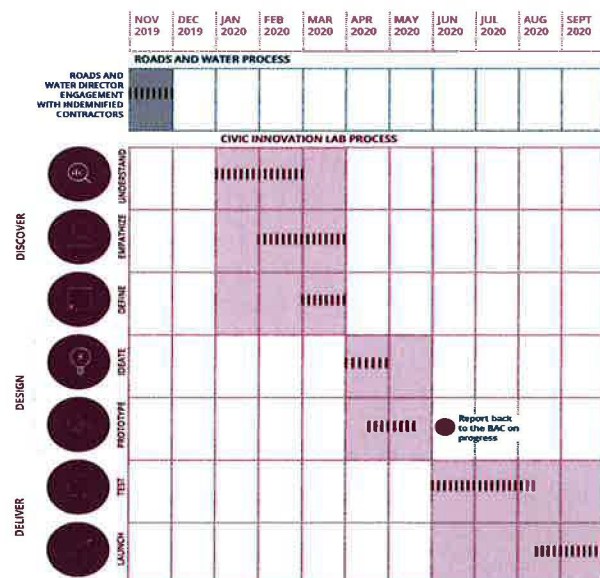 NOV DEC JAN FEB MAR APR MAY JUN JUL AUG SEPT
2019 2019 2020 2020 2020 2020 2020 2020 2020 2020 2020
ROADS AND WATER PROCESS
ROADS AND
WATER DIRECTOR
ENGAGEMENT
WITH INDEMNIFIED
CONTRACTORS
CIVIC INNOVATION LAB PROCESS
DISCOVER
UNDERSTAND
EMPATHIZE
DEFINE
DESIGN
IDEATE
PROTOTYPE
Report back
to the BAC on
progress
DELIVER
TEST
LAUNCH